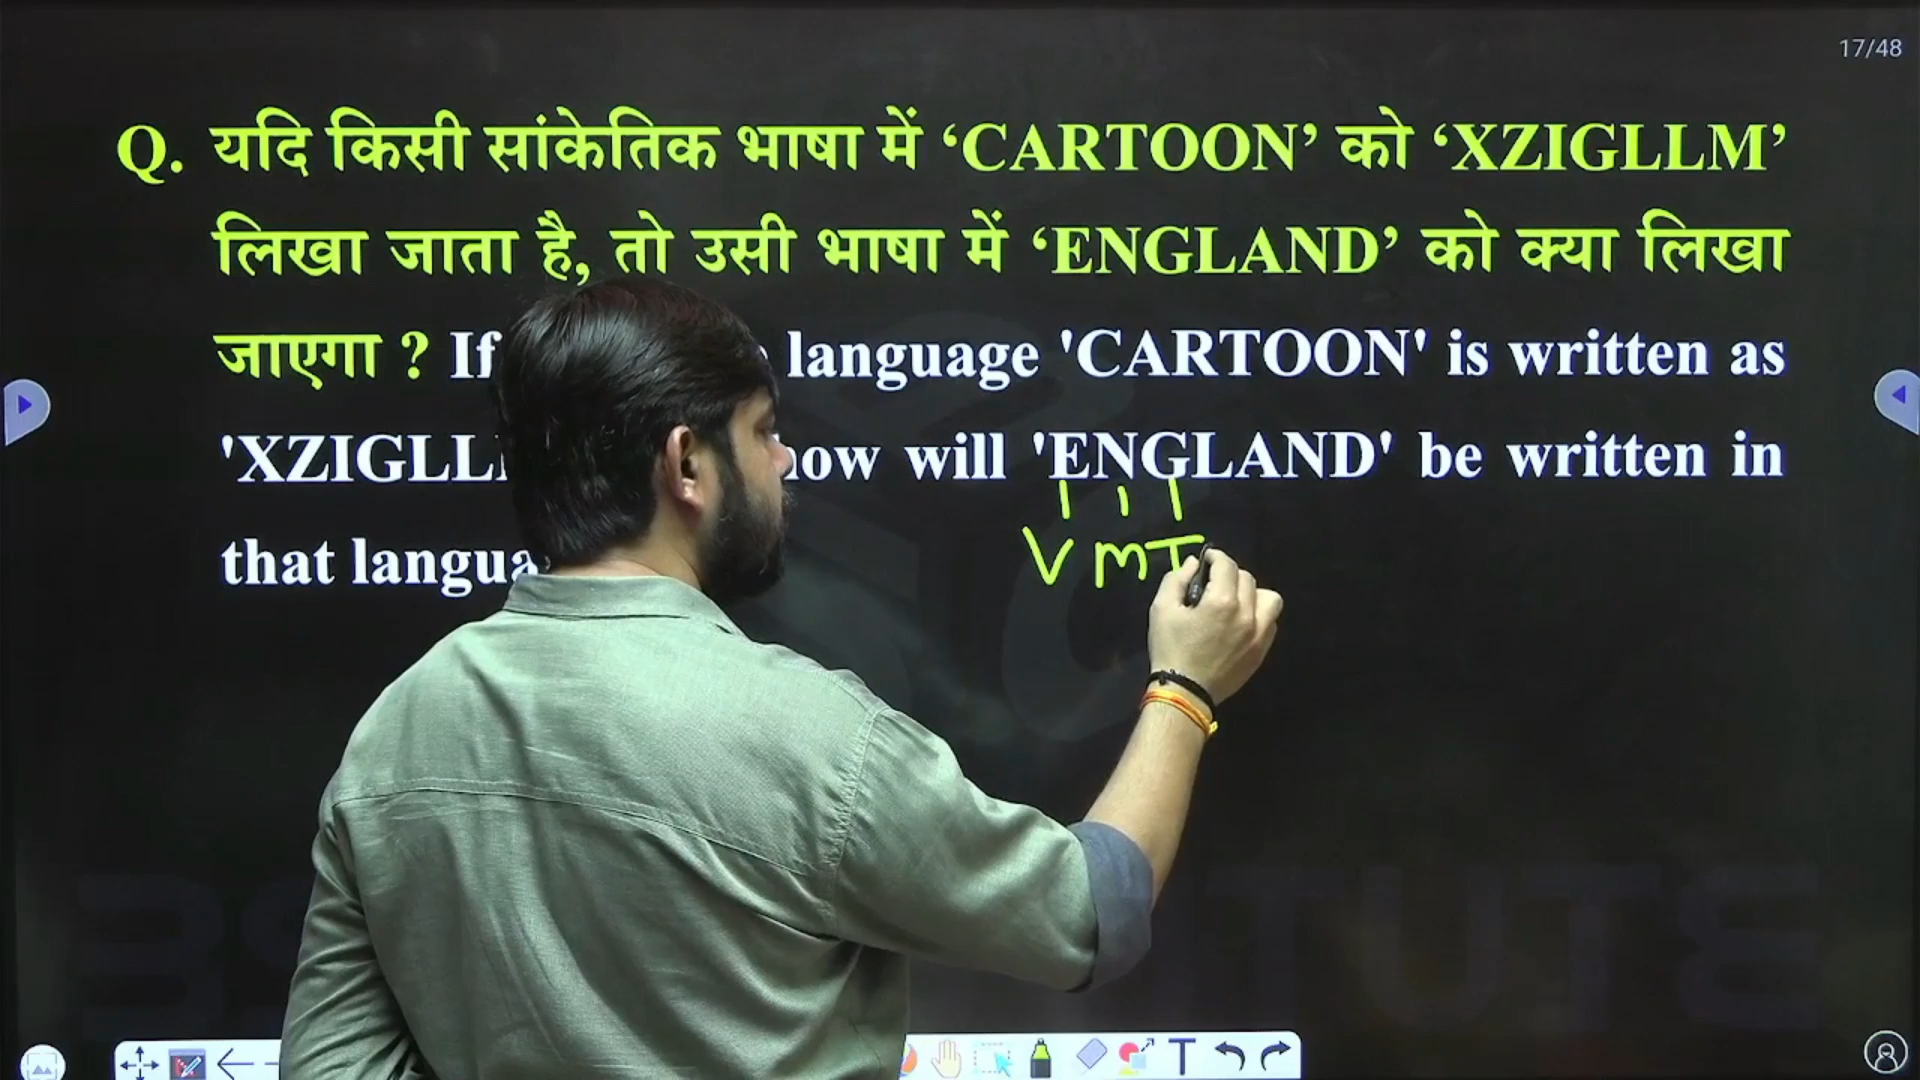 17/48
Q. यदि किसी सांकेतिक भाषा में ‘CARTOON’ को ‘XZIGLLM’
लिखा जाता है, तो उसी भाषा में ‘ENGLAND’ को क्या लिखा
जाएगा ? If language 'CARTOON' is written as
'XZIGLL how will 'ENGLAND' be written in
that langua
V M T